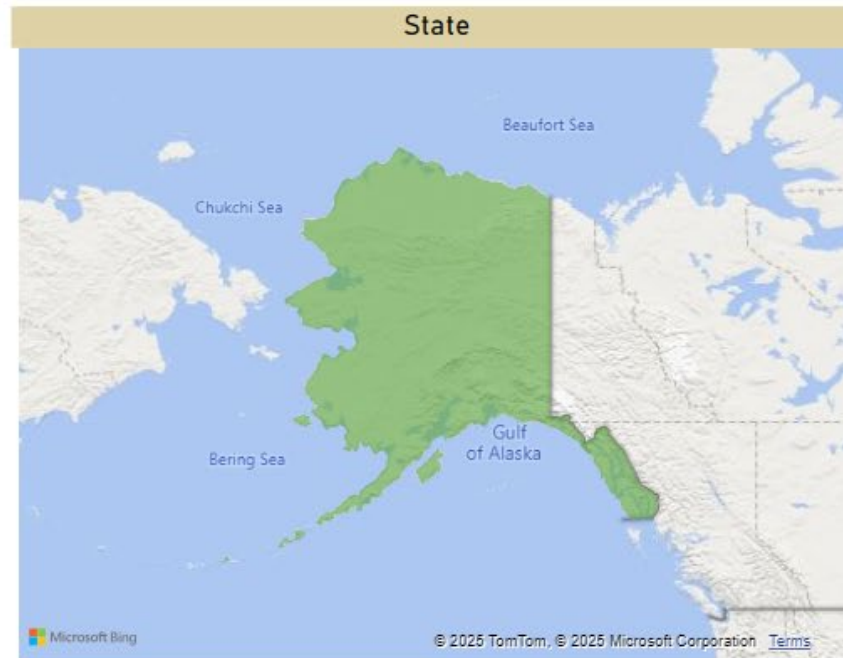 State
Beaufort Sea
Chukchi Sea
Gulf
of Alaska
Bering Sea
Microsoft Bing
© 2025 TomTom, © 2025 Microsoft Corporation Terms